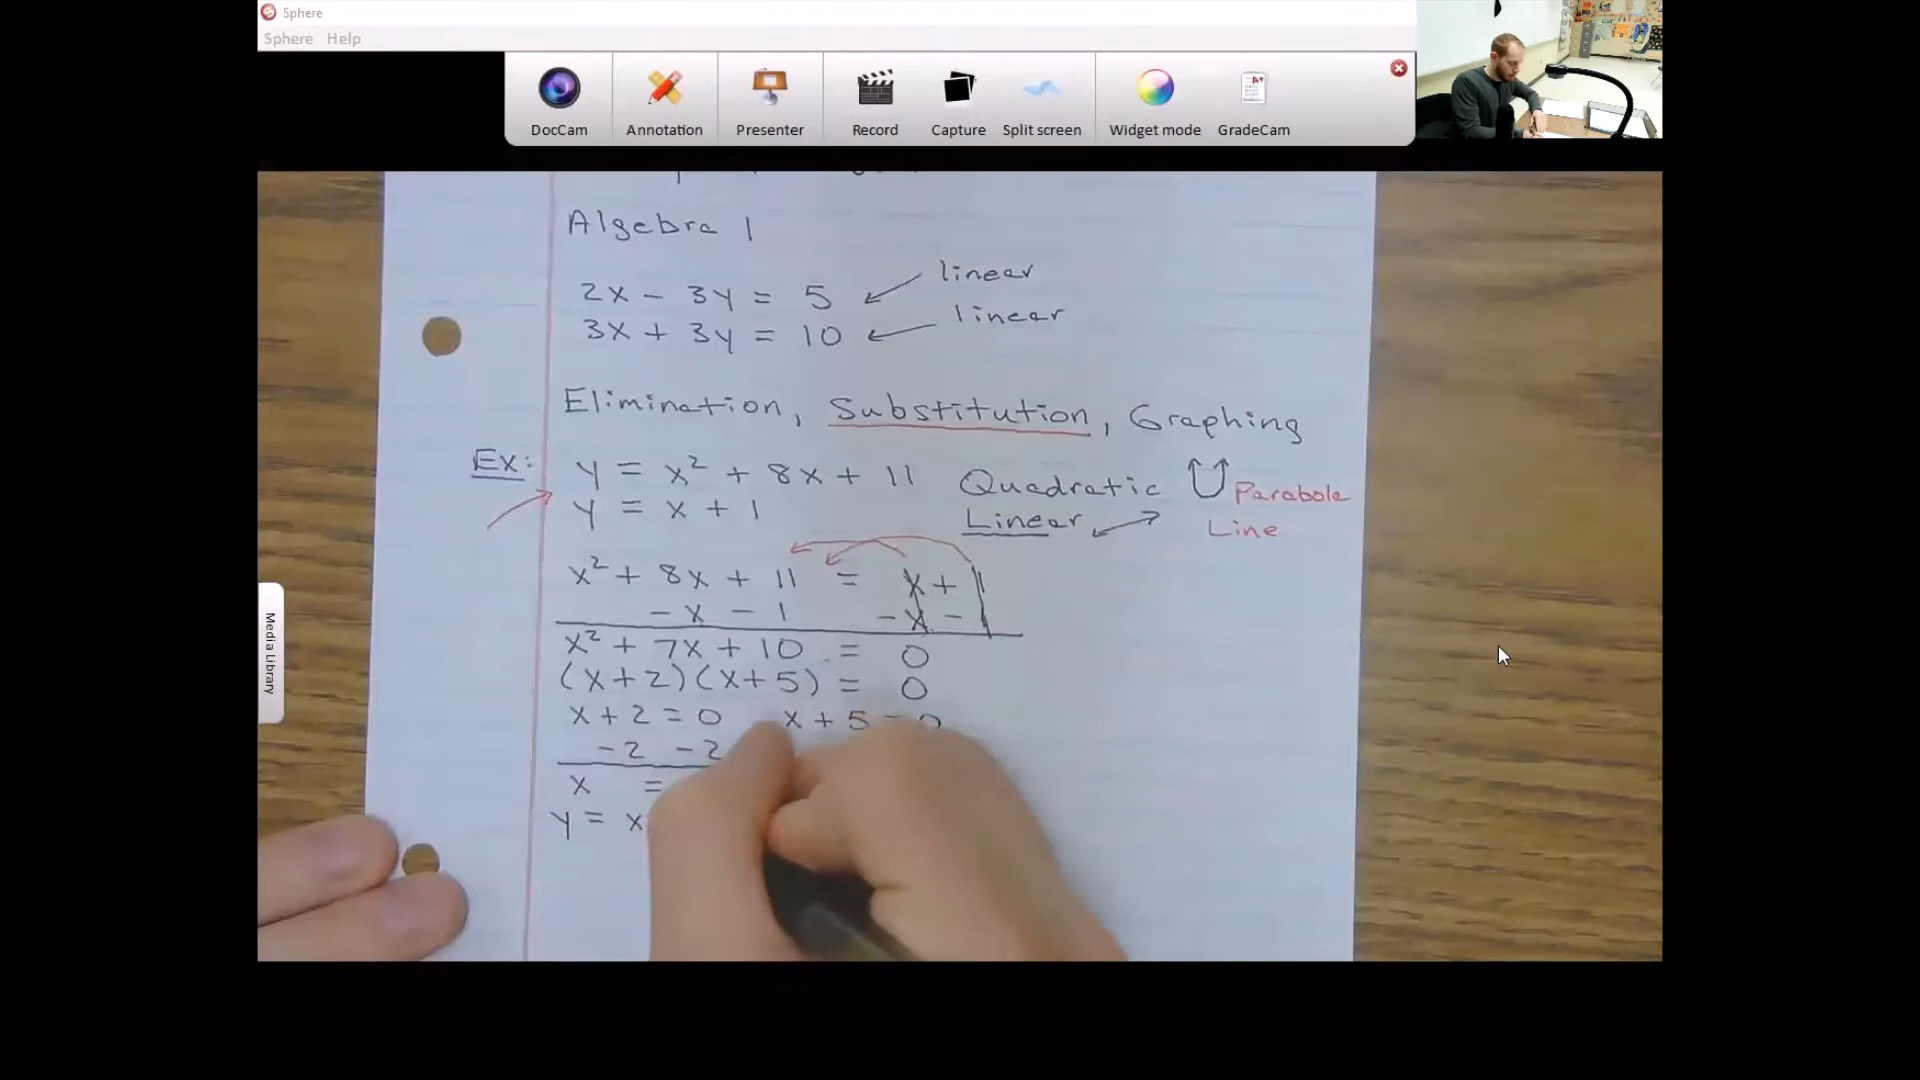 Sphere
Sphere Help
DocCam Annotation Presenter Record Capture Split screen Widget mode GradeCam
Media Library
Algebra 1
2x - 3y = 5 linear
3x + 3y = 10 linear
Elimination, Substitution, Graphing
Ex: y = x² + 8x + 11 Quadratic Parabola
y = x + 1 Linear Line
x² + 8x + 11 = x + 1
- x - 1 - x - 1
x² + 7x + 10 = 0
(x + 2)(x + 5) = 0
x + 2 = 0 x + 5 = 0
- 2 - 2
x =
y = x